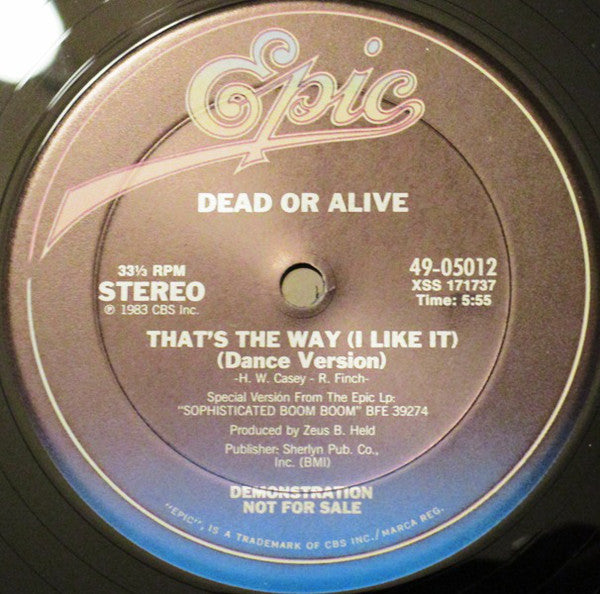 Epic
DEAD OR ALIVE
33⅓ RPM
STEREO
℗ 1983 CBS Inc.
49-05012
XSS 171737
Time: 5:55
THAT'S THE WAY (I LIKE IT)
(Dance Version)
-H. W. Casey - R. Finch-
Special Version From The Epic Lp:
"SOPHISTICATED BOOM BOOM" BFE 39274
Produced by Zeus B. Held
Publisher: Sherlyn Pub. Co.,
Inc. (BMI)
DEMONSTRATION
NOT FOR SALE
"EPIC", IS A TRADEMARK OF CBS INC./MARCA REG.